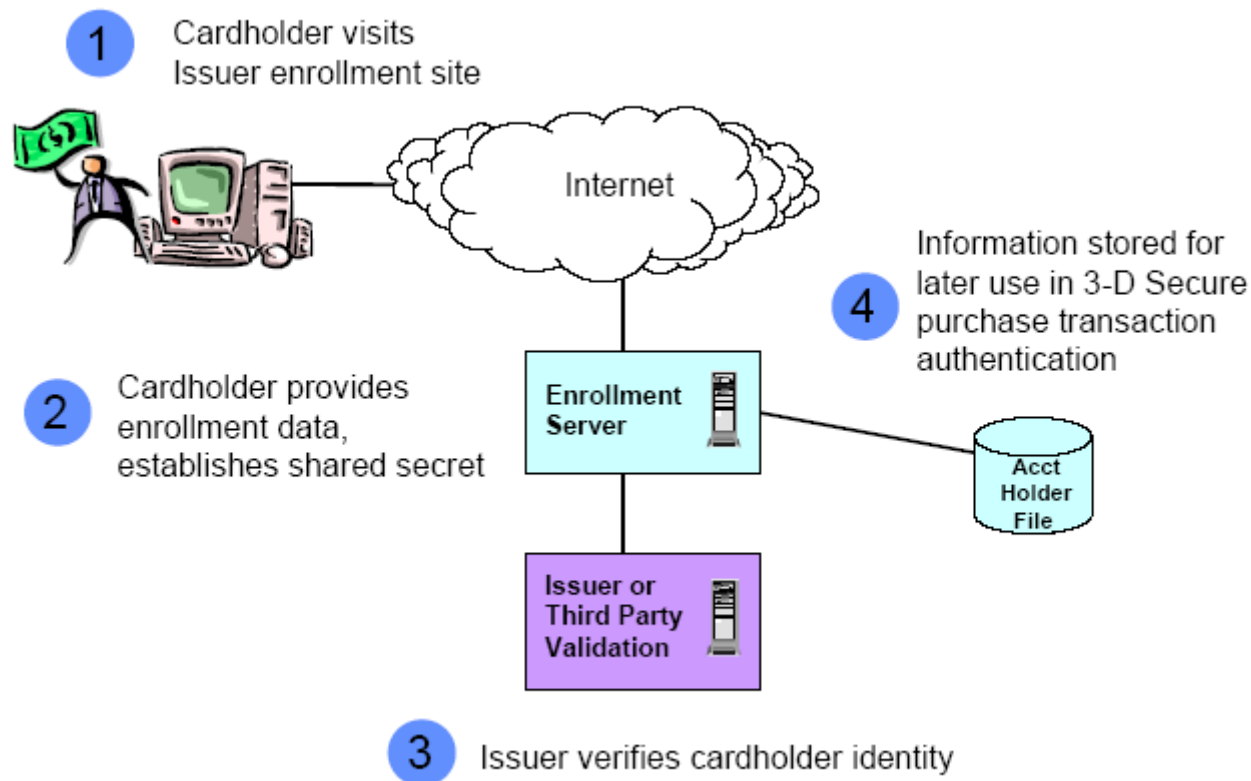 1
Cardholder visits
Issuer enrollment site
Internet
2
Cardholder provides
enrollment data,
establishes shared secret
Enrollment
Server
4
Information stored for
later use in 3-D Secure
purchase transaction
authentication
Acct
Holder
File
Issuer or
Third Party
Validation
3
Issuer verifies cardholder identity